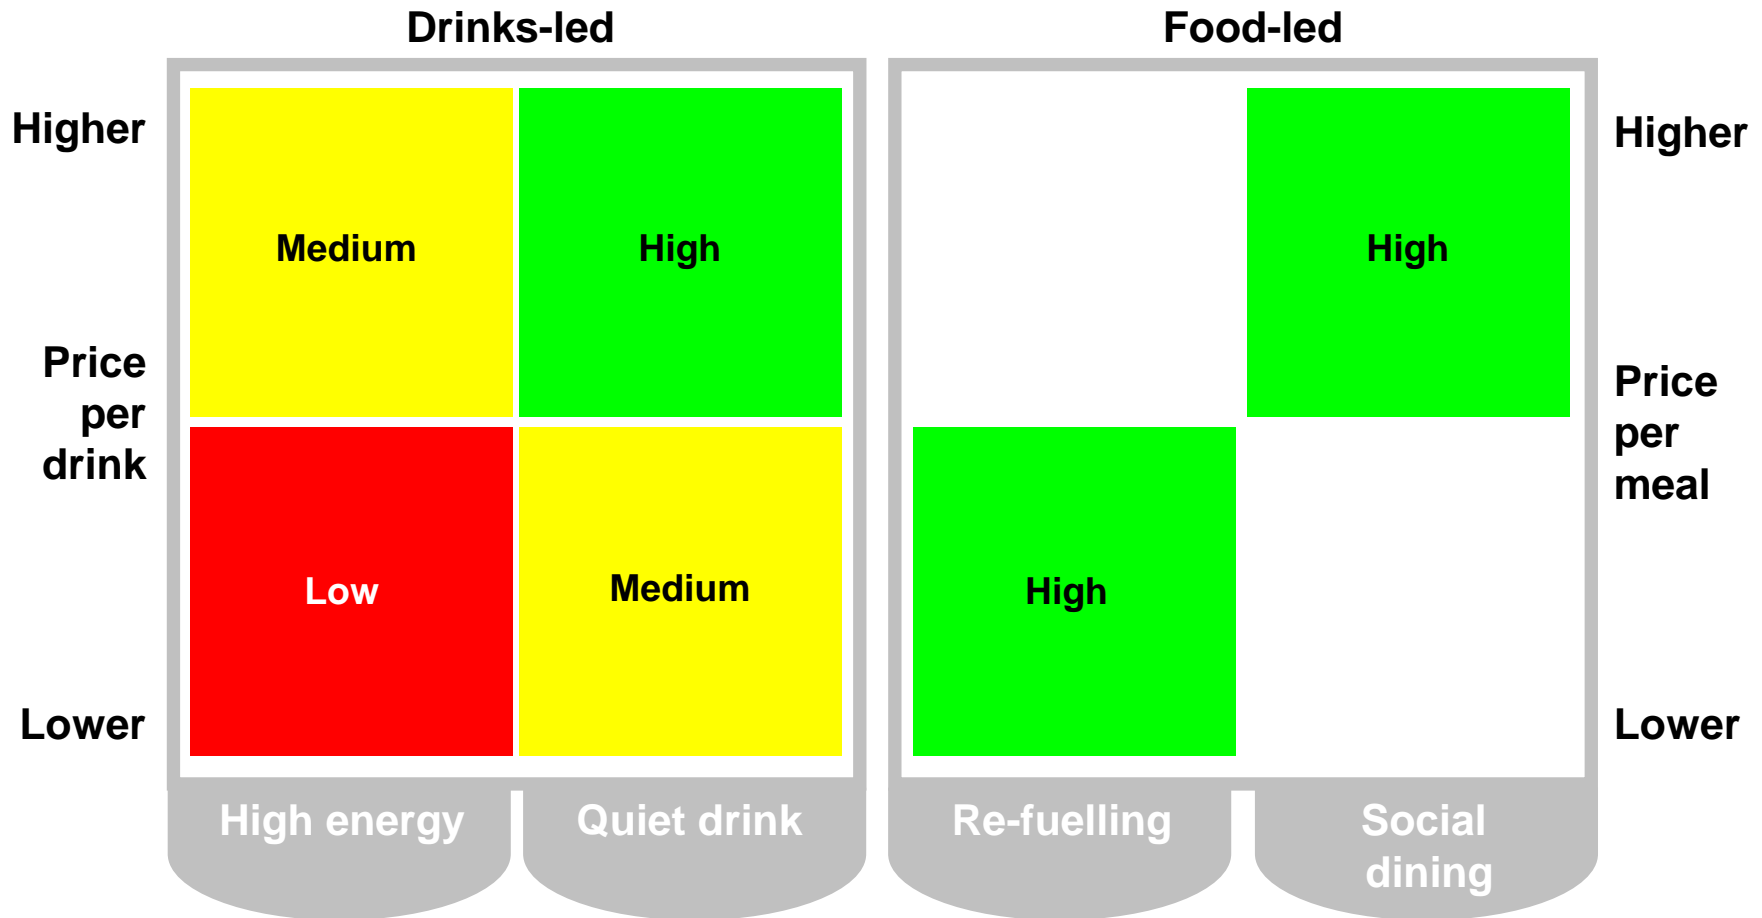 Drinks-led
Food-led
Higher
Higher
Medium
High
High
Price
per
drink
Price
per
meal
Low
Medium
High
Lower
Lower
High energy
Quiet drink
Re-fuelling
Social
dining